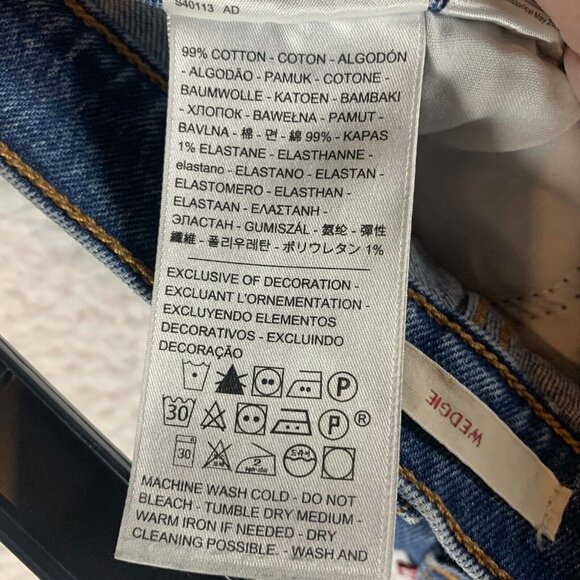 S40113 AD
99% COTTON - COTON - ALGODÓN
- ALGODÃO - PAMUK - COTONE -
BAUMWOLLE - KATOEN - BAMBAKI
- ХЛОПОК - BAWEŁNA - PAMUT -
BAVLNA - 棉 - 면 - 綿 99% - KAPAS
1% ELASTANE - ELASTHANNE -
elastano - ELASTANO - ELASTAN -
ELASTOMERO - ELASTHAN -
ELASTAAN - ΕΛΑΣΤΑΝΗ -
ЭЛАСТАН - GUMISZÁL - 氨纶 - 彈性
纖維 - 폴리우레탄 - ポリウレタン 1%
EXCLUSIVE OF DECORATION -
EXCLUANT L'ORNEMENTATION -
EXCLUYENDO ELEMENTOS
DECORATIVOS - EXCLUINDO
DECORAÇÃO
P
30 P ®
30
MACHINE WASH COLD - DO NOT
BLEACH - TUMBLE DRY MEDIUM -
WARM IRON IF NEEDED - DRY
CLEANING POSSIBLE. - WASH AND
WEDGIE